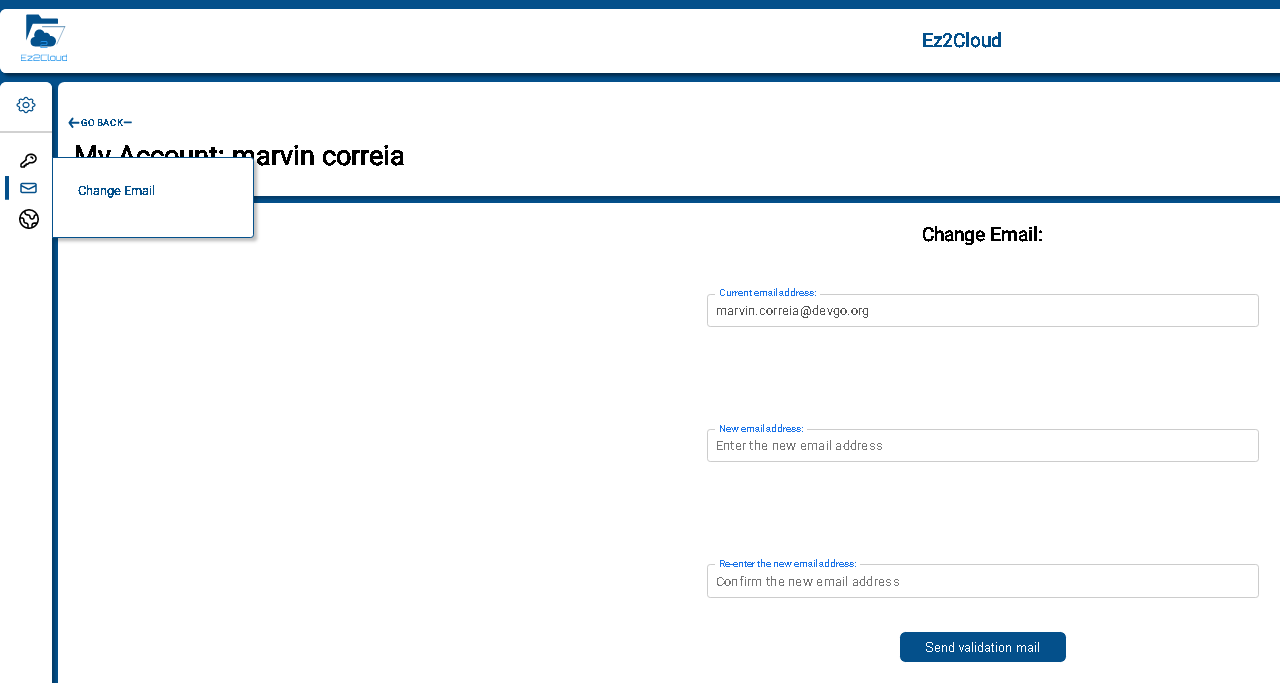 Ez2Cloud
Ez2Cloud
GO BACK
My Account: marvin correia
Change Email
Change Email:
Current email address:
marvin.correia@devgo.org
New email address:
Enter the new email address
Re-enter the new email address:
Confirm the new email address
Send validation mail